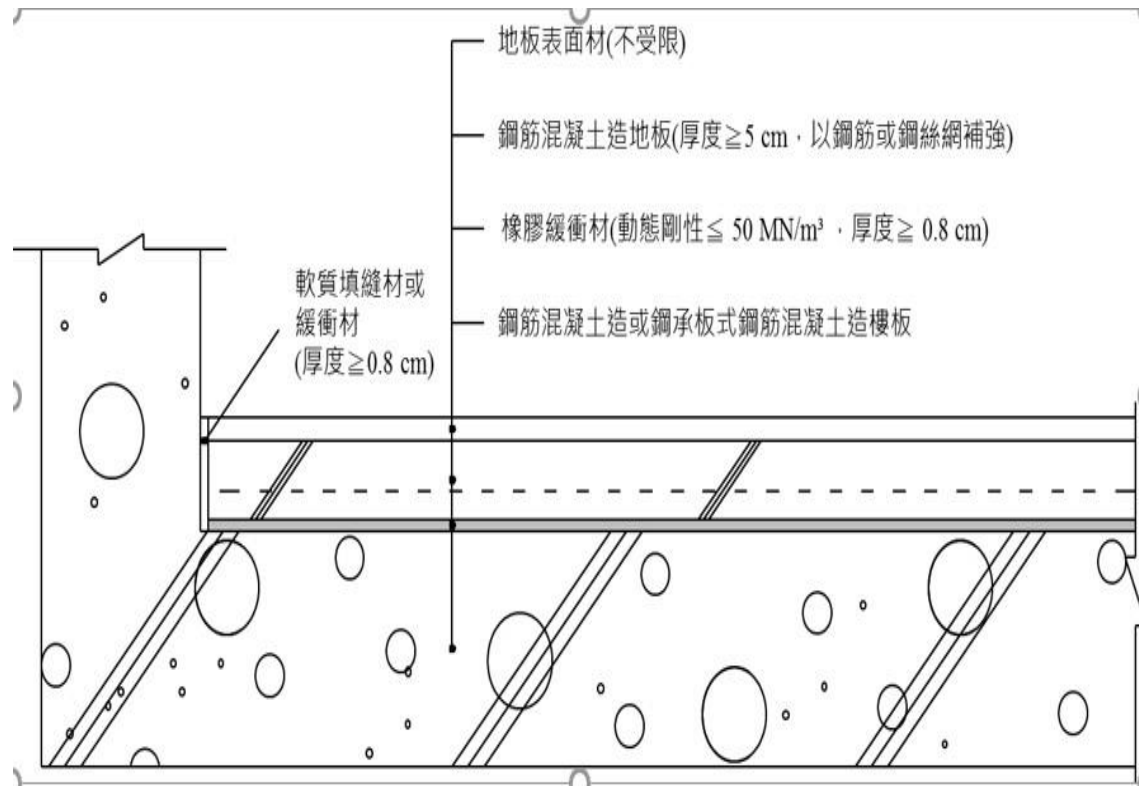 地板表面材(不受限)
鋼筋混凝土造地板(厚度≧5 cm，以鋼筋或鋼絲網補強)
橡膠緩衝材(動態剛性≦ 50 MN/m³ ，厚度≧ 0.8 cm)
鋼筋混凝土造或鋼承板式鋼筋混凝土造樓板
軟質填縫材或
緩衝材
(厚度≧0.8 cm)